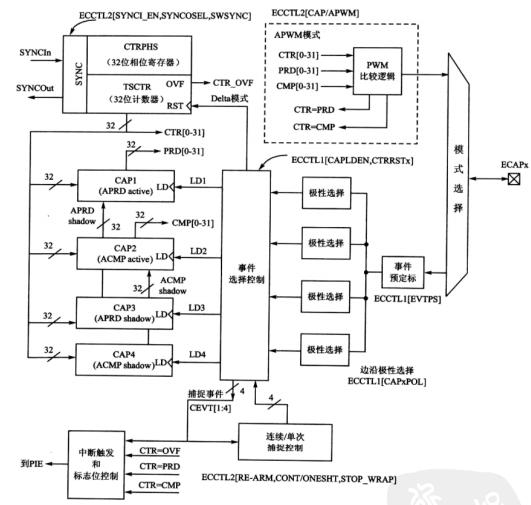 ECCTL2[SYNCI_EN,SYNCOSEL,SWSYNC]
SYNCIn
SYNCOut
SYNC
CTRPHS
(32位相位寄存器)
TSCTR
(32位计数器)
OVF
RST
CTR_OVF
Delta模式
32
CTR[0-31]
32
PRD[0-31]
ECCTL2[CAP/APWM]
APWM模式
CTR[0-31]
PRD[0-31]
CMP[0-31]
PWM
比较逻辑
CTR=PRD
CTR=CMP
模式选择
ECAPx
ECCTL1[CAPLDEN,CTRRSTx]
32
CAP1
(APRD active)
LD
LD1
APRD
shadow
32
32
CMP[0-31]
32
CAP2
(ACMP active)
LD
LD2
32
ACMP
shadow
32
CAP3
(APRD shadow)
LD
LD3
32
CAP4
(ACMP shadow)
LD
LD4
事件
选择控制
极性选择
极性选择
极性选择
极性选择
事件
预定标
ECCTL1[EVTPS]
边沿极性选择
ECCTL1[CAPxPOL]
捕捉事件
CEVT[1:4]
4
4
连续/单次
捕捉控制
到PIE
中断触发
和
标志位控制
CTR=OVF
CTR=PRD
CTR=CMP
ECCTL2[RE-ARM,CONT/ONESHT,STOP_WRAP]